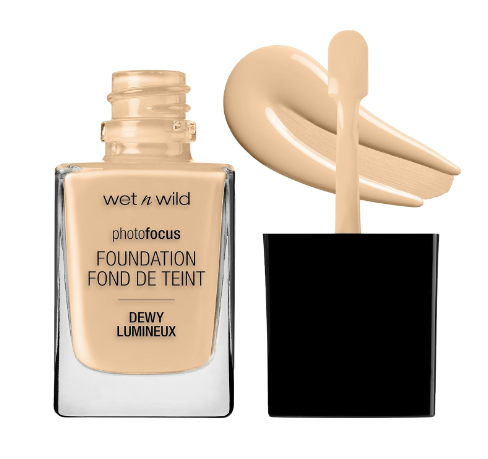 wet n wild
photofocus
FOUNDATION
FOND DE TEINT
DEWY
LUMINEUX